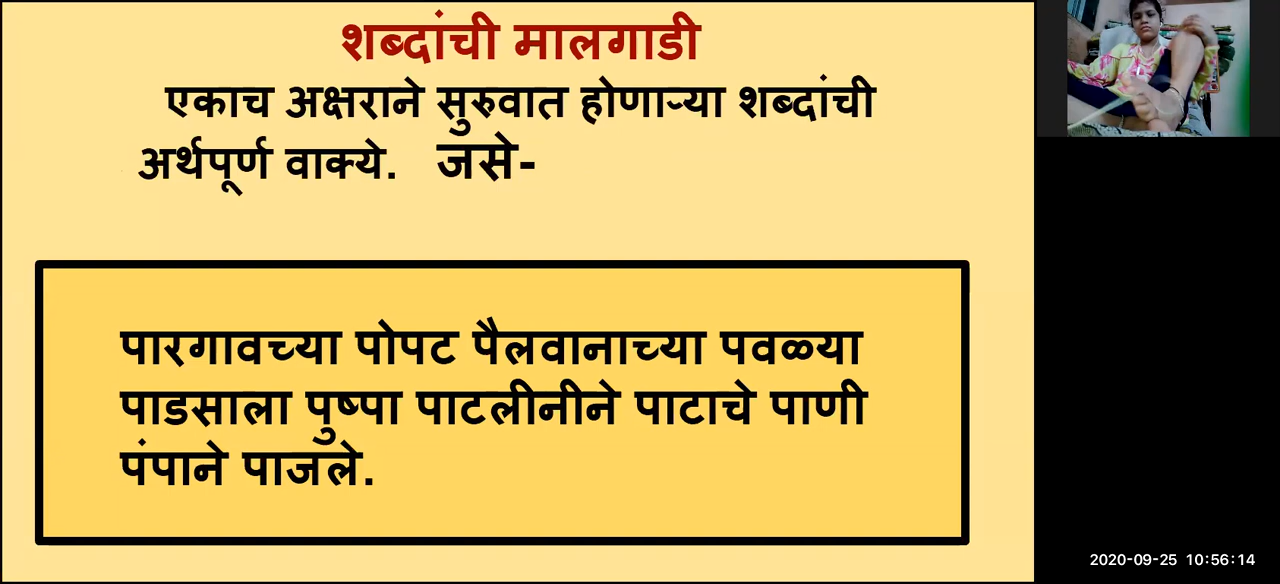 शब्दांची मालगाडी
एकाच अक्षराने सुरुवात होणाऱ्या शब्दांची
अर्थपूर्ण वाक्ये. जसे-
पारगावच्या पोपट पैलवानाच्या पवळ्या
पाडसाला पुष्पा पाटलीनीने पाटाचे पाणी
पंपाने पाजले.
2020-09-25 10:56:14